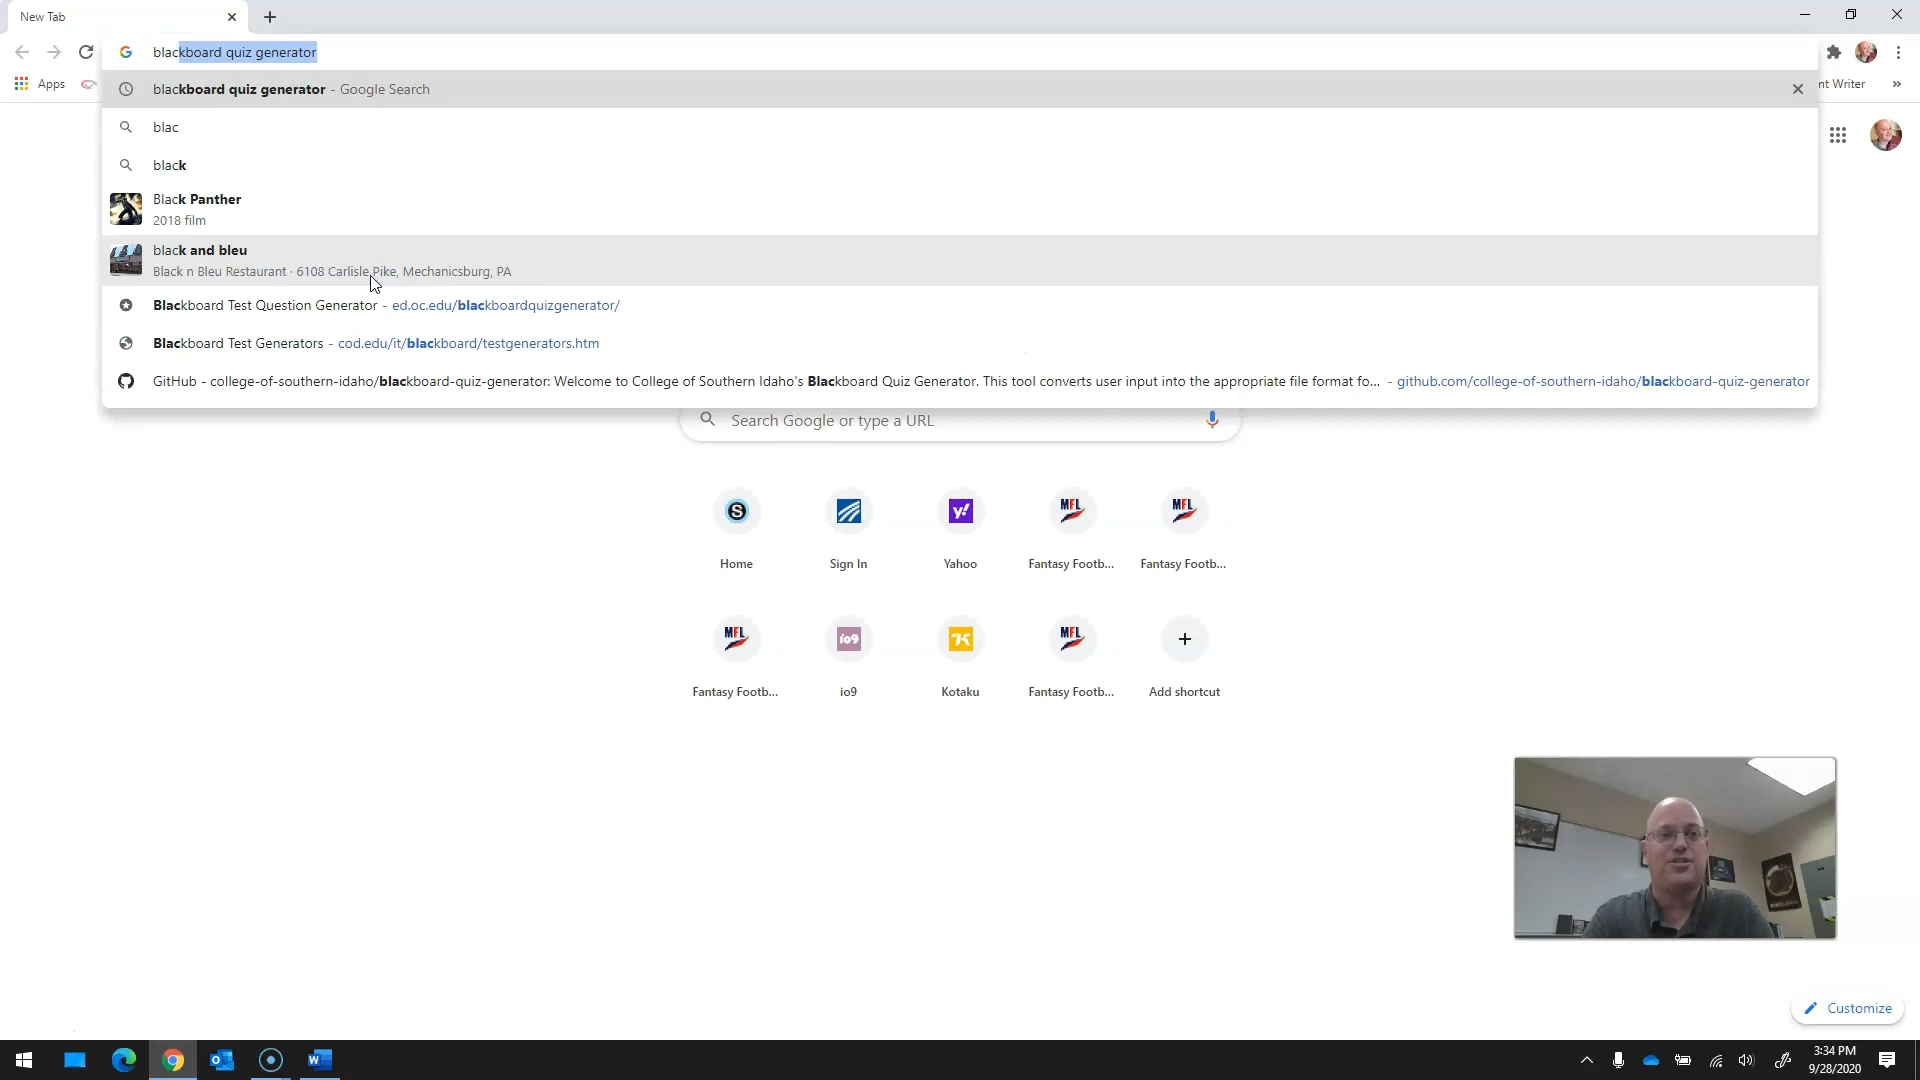 New Tab
blackboard quiz generator
Apps
nt Writer
blackboard quiz generator - Google Search
blac
black
Black Panther
2018 film
black and bleu
Black n Bleu Restaurant · 6108 Carlisle Pike, Mechanicsburg, PA
Blackboard Test Question Generator - ed.oc.edu/blackboardquizgenerator/
Blackboard Test Generators - cod.edu/it/blackboard/testgenerators.htm
GitHub - college-of-southern-idaho/blackboard-quiz-generator: Welcome to College of Southern Idaho's Blackboard Quiz Generator. This tool converts user input into the appropriate file format fo... - github.com/college-of-southern-idaho/blackboard-quiz-generator
Search Google or type a URL
S
y!
MFL
MFL
Home
Sign In
Yahoo
Fantasy Footb...
Fantasy Footb...
MFL
io9
MFL
Fantasy Footb...
io9
Kotaku
Fantasy Footb...
Add shortcut
Customize
3:34 PM
9/28/2020